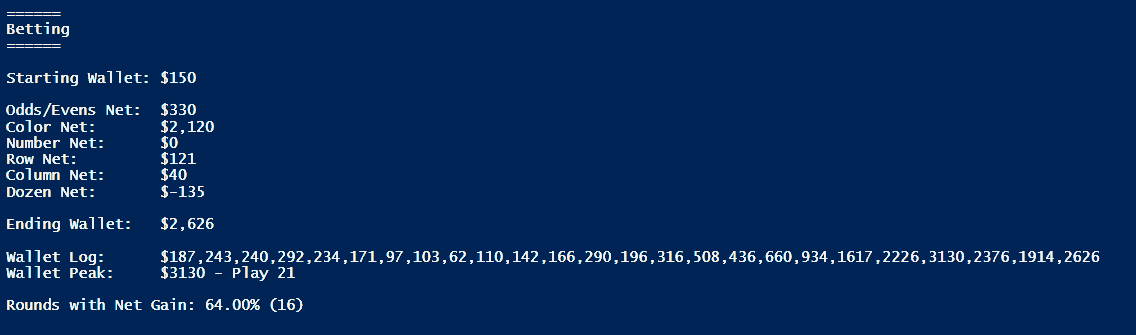 ======
Betting
======
Starting Wallet: $150
Odds/Evens Net: $330
Color Net: $2,120
Number Net: $0
Row Net: $121
Column Net: $40
Dozen Net: $-135
Ending Wallet: $2,626
Wallet Log: $187,243,240,292,234,171,97,103,62,110,142,166,290,196,316,508,436,660,934,1617,2226,3130,2376,1914,2626
Wallet Peak: $3130 - Play 21
Rounds with Net Gain: 64.00% (16)